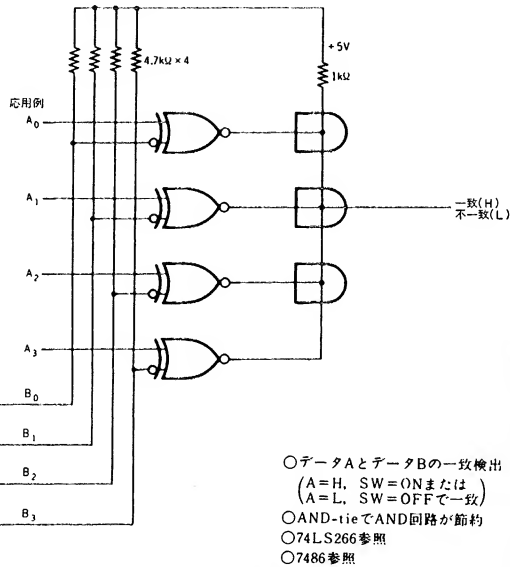 +5V
4.7kΩ×4
1kΩ
応用例
A0
A1
一致(H)
不一致(L)
A2
A3
B0
B1
B2
B3
○データAとデータBの一致検出
(A=H, SW=ONまたは
A=L, SW=OFFで一致)
○AND-tieでAND回路が節約
○74LS266参照
○7486参照